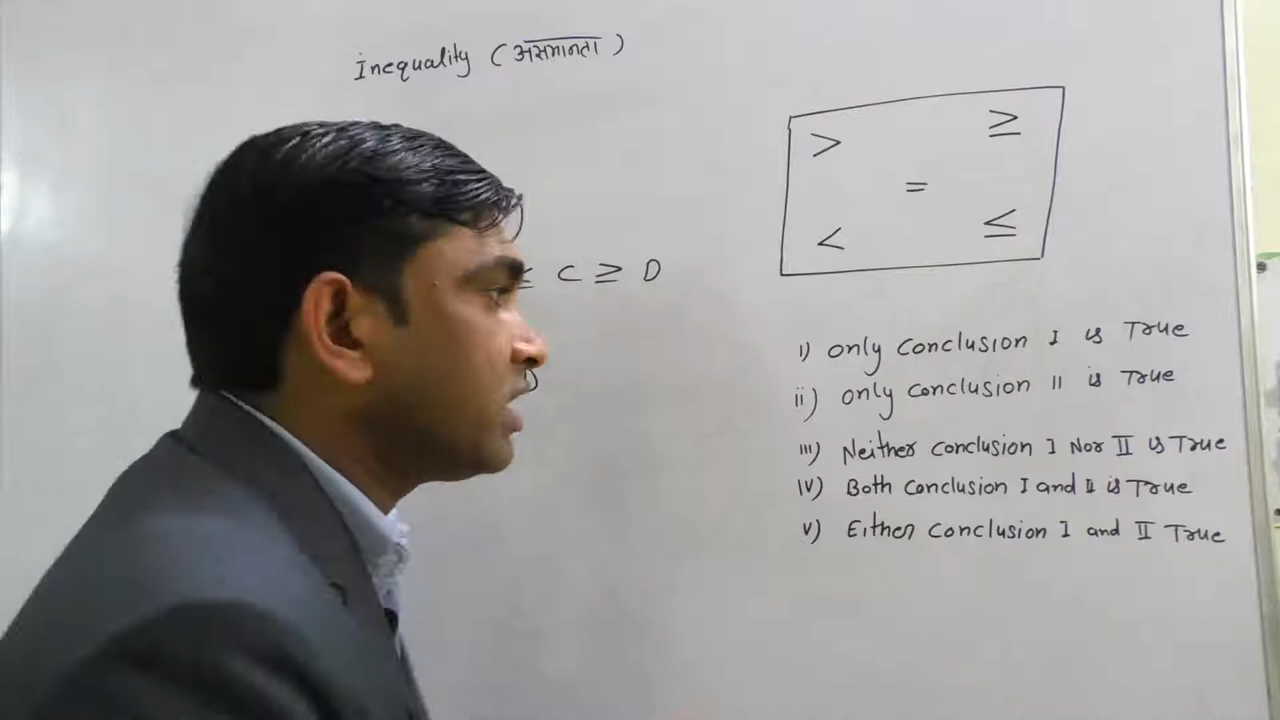 Inequality (असमानता)
> ≥
=
< ≤
)
≤ C ≥ D
D
i) only conclusion I is True
ii) only conclusion II is True
iii) Neither conclusion I Nor II is True
IV) Both conclusion I and II is True
v) Either conclusion I and II True